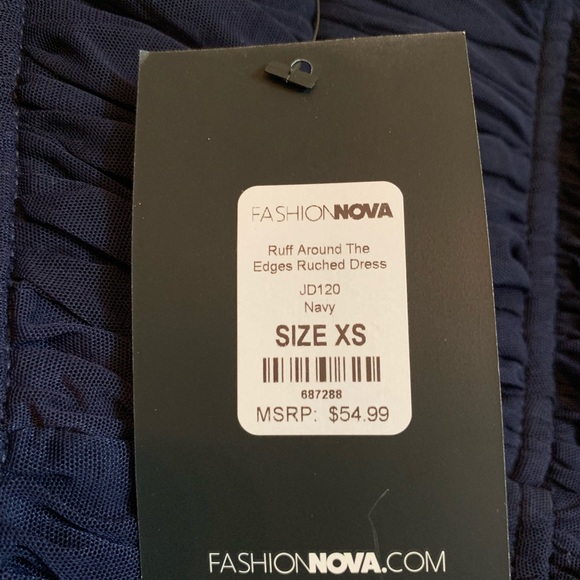 FASHIONNOVA
Ruff Around The
Edges Ruched Dress
JD120
Navy
SIZE XS
687288
MSRP: $54.99
FASHIONNOVA.COM